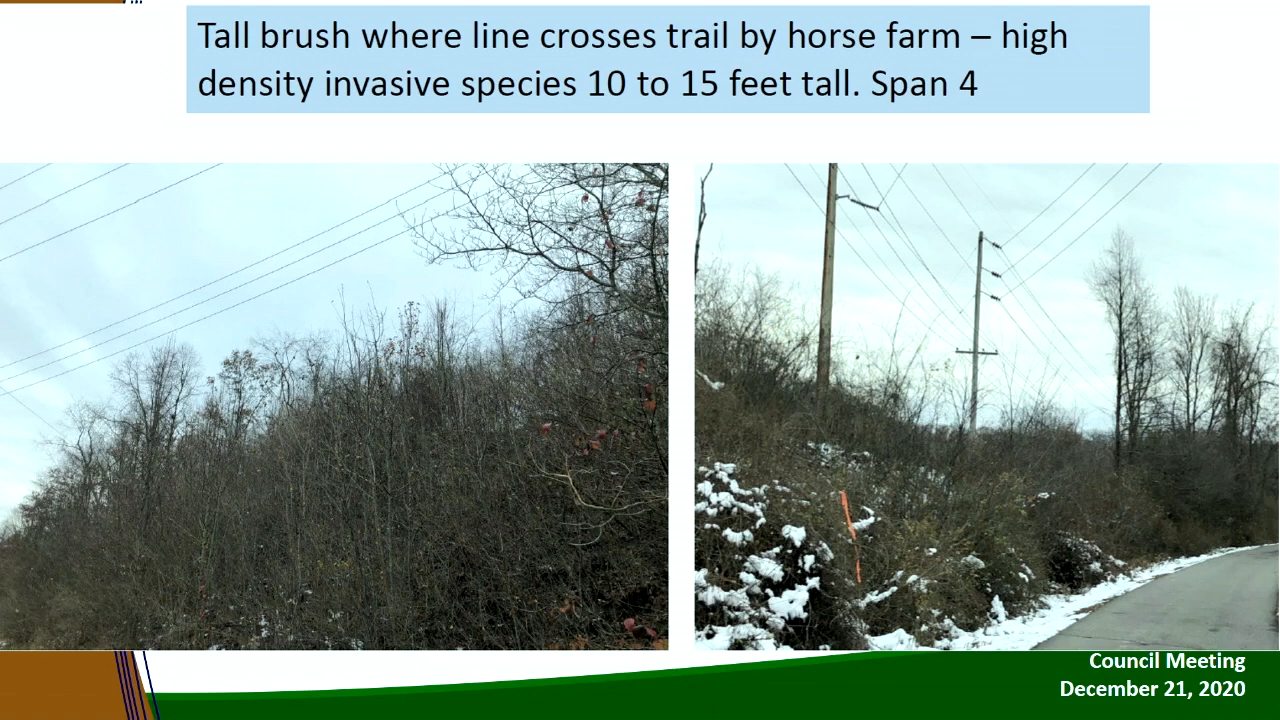 Tall brush where line crosses trail by horse farm – high
density invasive species 10 to 15 feet tall. Span 4
Council Meeting
December 21, 2020